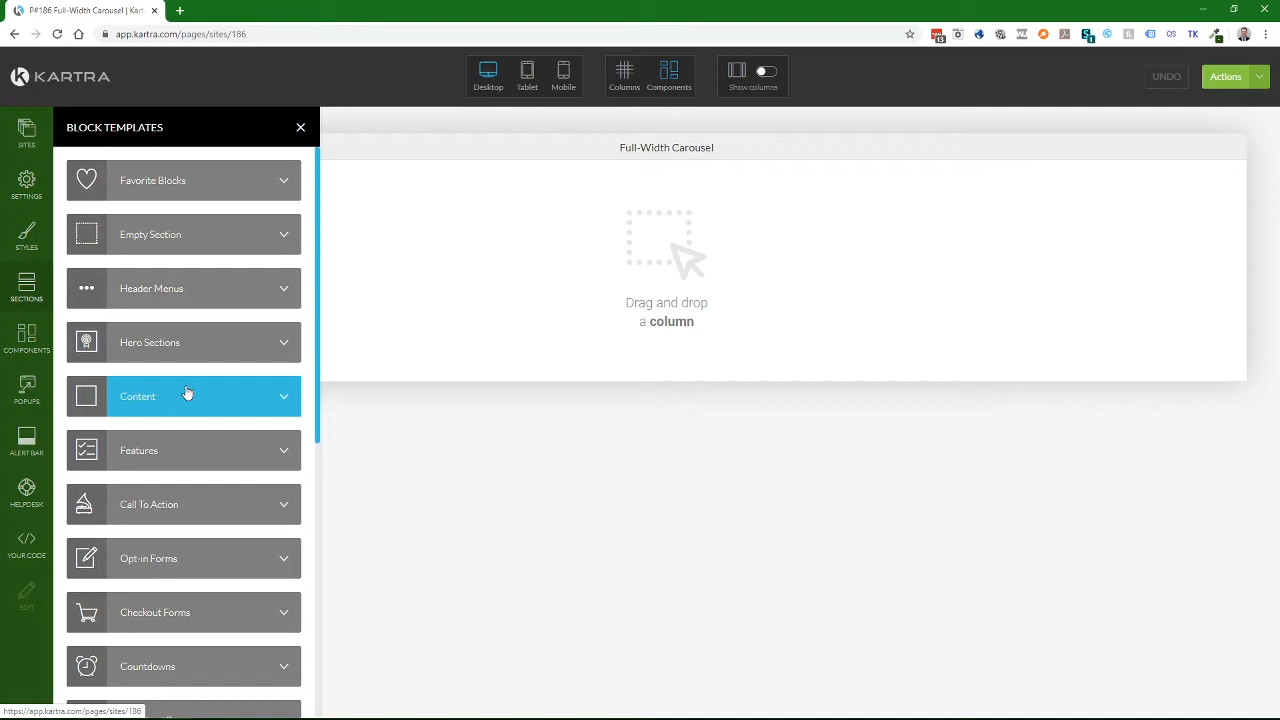 P#186 Full-Width Carousel | Kart
app.kartra.com/pages/sites/186
13
1
KARTRA
Desktop
Tablet
Mobile
Columns
Components
Show columns
UNDO
Actions
SITES
SETTINGS
STYLES
SECTIONS
COMPONENTS
POPUPS
ALERT BAR
HELPDESK
YOUR CODE
EDIT
BLOCK TEMPLATES
Favorite Blocks
Empty Section
Header Menus
Hero Sections
Content
Features
Call To Action
Opt-in Forms
Checkout Forms
Countdowns
Full-Width Carousel
Drag and drop
a column
https://app.kartra.com/pages/sites/186